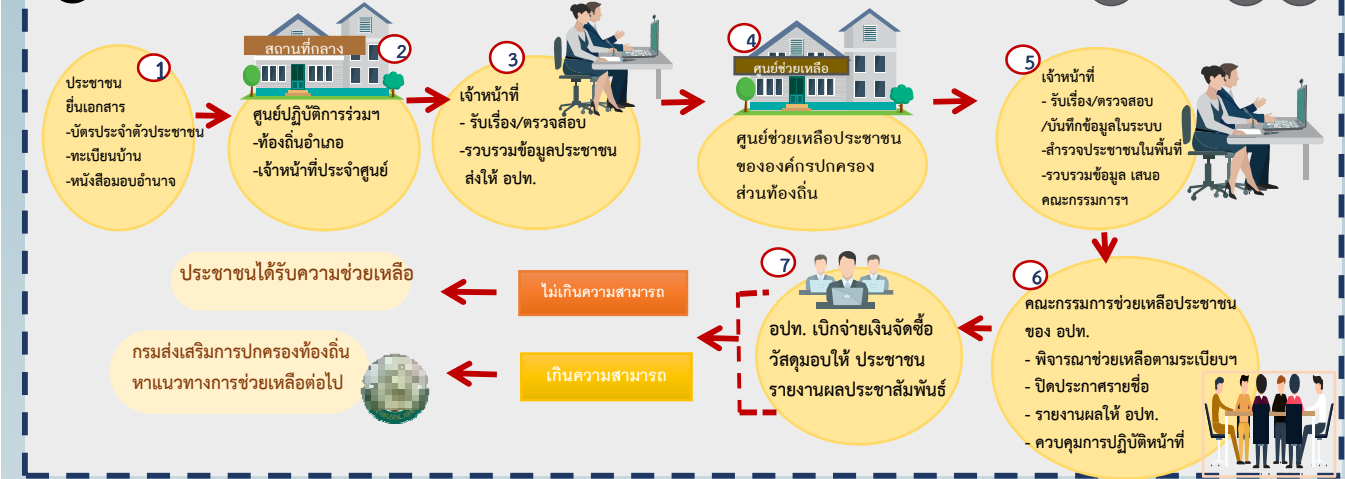 1
ประชาชน
ยื่นเอกสาร
-บัตรประจำตัวประชาชน
-ทะเบียนบ้าน
-หนังสือมอบอำนาจ
2
สถานที่กลาง
ศูนย์ปฏิบัติการร่วมฯ
-ท้องถิ่นอำเภอ
-เจ้าหน้าที่ประจำศูนย์
3
เจ้าหน้าที่
- รับเรื่อง/ตรวจสอบ
-รวบรวมข้อมูลประชาชน
ส่งให้ อปท.
4
ศูนย์ช่วยเหลือ
ศูนย์ช่วยเหลือประชาชน
ขององค์กรปกครอง
ส่วนท้องถิ่น
5
เจ้าหน้าที่
- รับเรื่อง/ตรวจสอบ
/บันทึกข้อมูลในระบบ
-สำรวจประชาชนในพื้นที่
-รวบรวมข้อมูล เสนอ
คณะกรรมการฯ
6
คณะกรรมการช่วยเหลือประชาชน
ของ อปท.
- พิจารณาช่วยเหลือตามระเบียบฯ
- ปิดประกาศรายชื่อ
- รายงานผลให้ อปท.
- ควบคุมการปฏิบัติหน้าที่
7
อปท. เบิกจ่ายเงินจัดซื้อ
วัสดุมอบให้ ประชาชน
รายงานผลประชาสัมพันธ์
ไม่เกินความสามารถ
ประชาชนได้รับความช่วยเหลือ
เกินความสามารถ
กรมส่งเสริมการปกครองท้องถิ่น
หาแนวทางการช่วยเหลือต่อไป